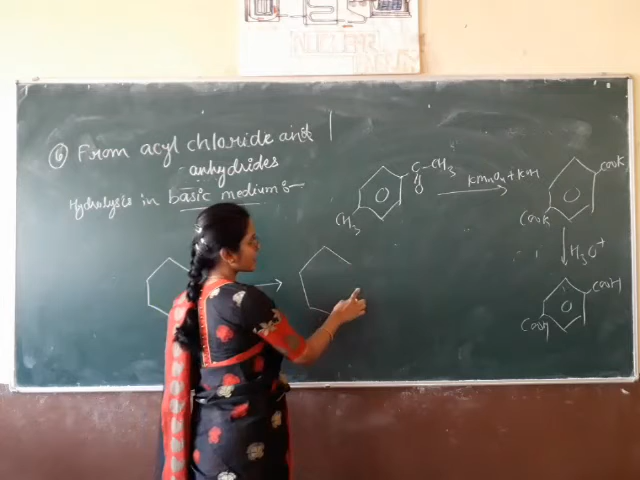 ⑥ From acyl chloride and
anhydrides
Hydrolysis in basic medium :-
C-CH3
O
CH3
KMnO4 + KOH
COOK
COOK
H3O+
COOH
COOH
NUCLEAR